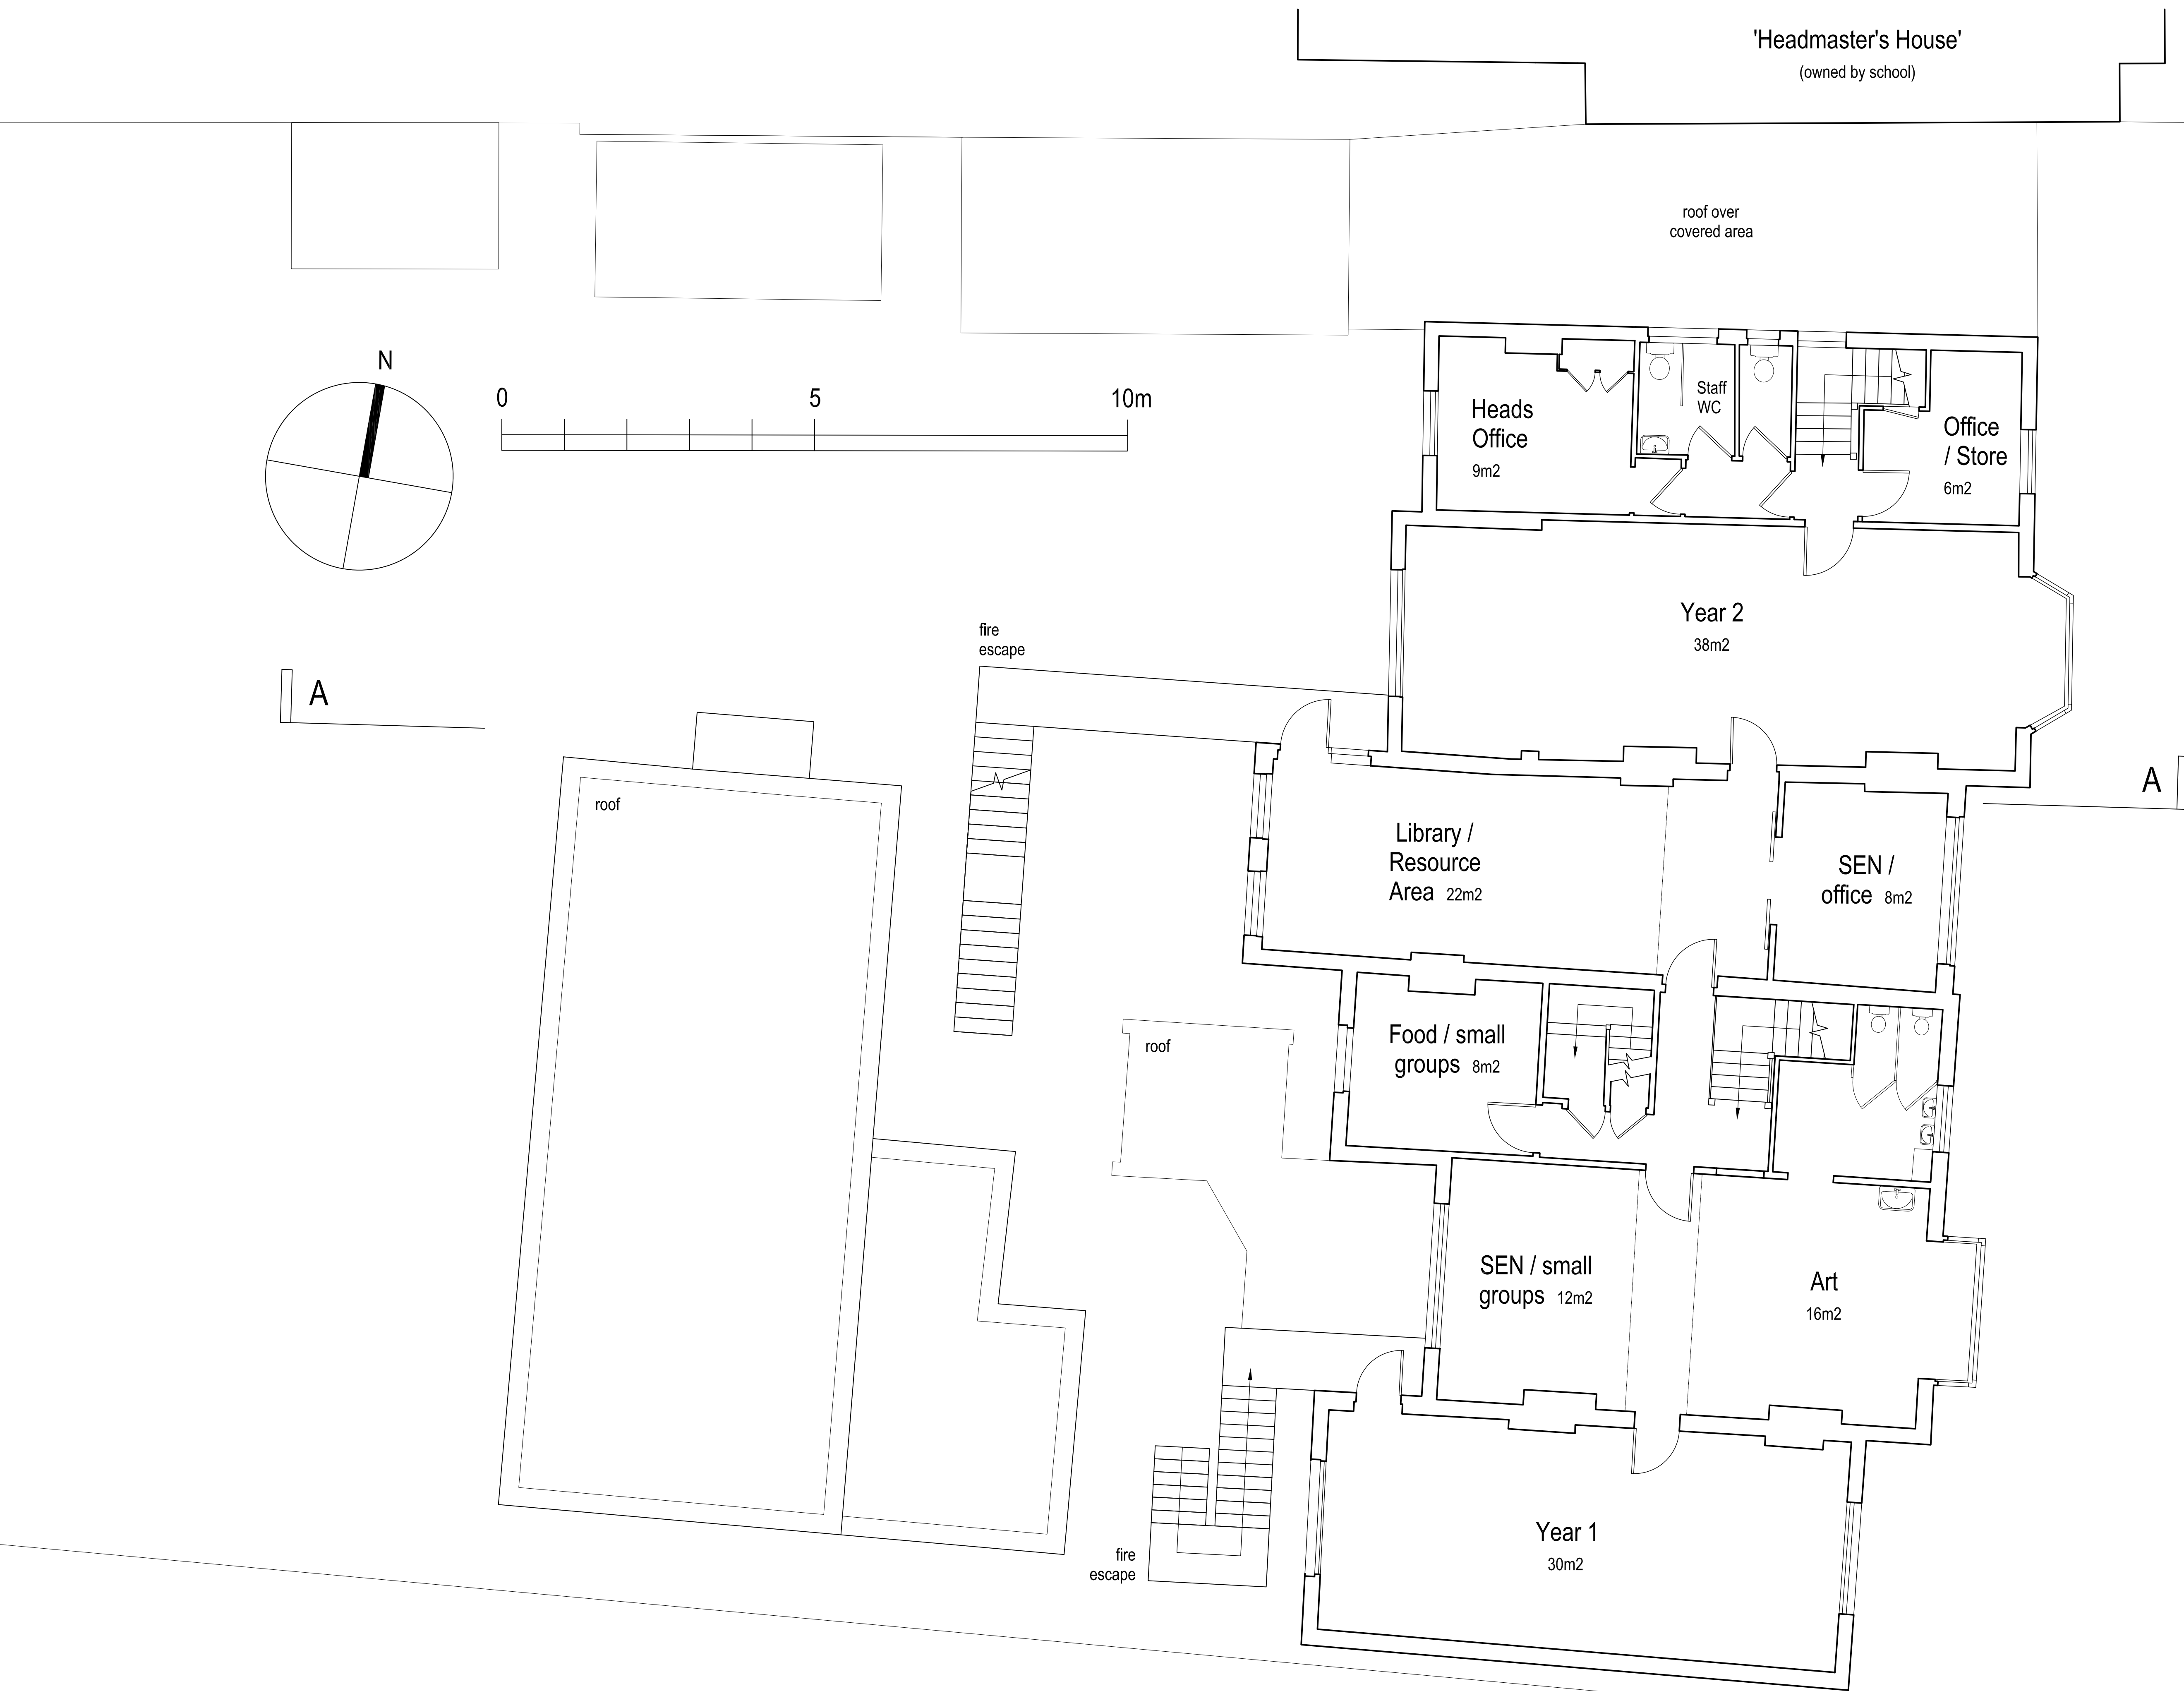 'Headmaster's House'
(owned by school)
roof over
covered area
N
0 5 10m
Heads
Office
9m2
Staff
WC
Office
/ Store
6m2
Year 2
38m2
fire
escape
A
A
roof
Library /
Resource
Area 22m2
SEN /
office 8m2
Food / small
groups 8m2
roof
SEN / small
groups 12m2
Art
16m2
Year 1
30m2
fire
escape